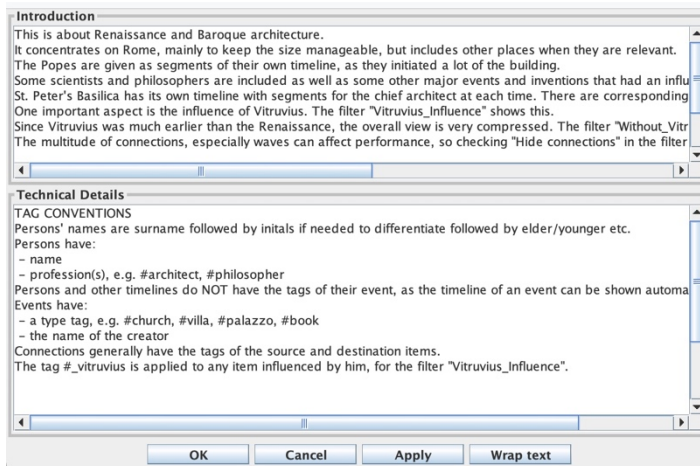 Introduction
This is about Renaissance and Baroque architecture.
It concentrates on Rome, mainly to keep the size manageable, but includes other places when they are relevant.
The Popes are given as segments of their own timeline, as they initiated a lot of the building.
Some scientists and philosophers are included as well as some other major events and inventions that had an influ
St. Peter's Basilica has its own timeline with segments for the chief architect at each time. There are corresponding
One important aspect is the influence of Vitruvius. The filter "Vitruvius_Influence" shows this.
Since Vitruvius was much earlier than the Renaissance, the overall view is very compressed. The filter "Without_Vitr
The multitude of connections, especially waves can affect performance, so checking "Hide connections" in the filter
Technical Details
TAG CONVENTIONS
Persons' names are surname followed by initals if needed to differentiate followed by elder/younger etc.
Persons have:
– name
– profession(s), e.g. #architect, #philosopher
Persons and other timelines do NOT have the tags of their event, as the timeline of an event can be shown automa
Events have:
– a type tag, e.g. #church, #villa, #palazzo, #book
– the name of the creator
Connections generally have the tags of the source and destination items.
The tag #_vitruvius is applied to any item influenced by him, for the filter "Vitruvius_Influence".
OK Cancel Apply Wrap text